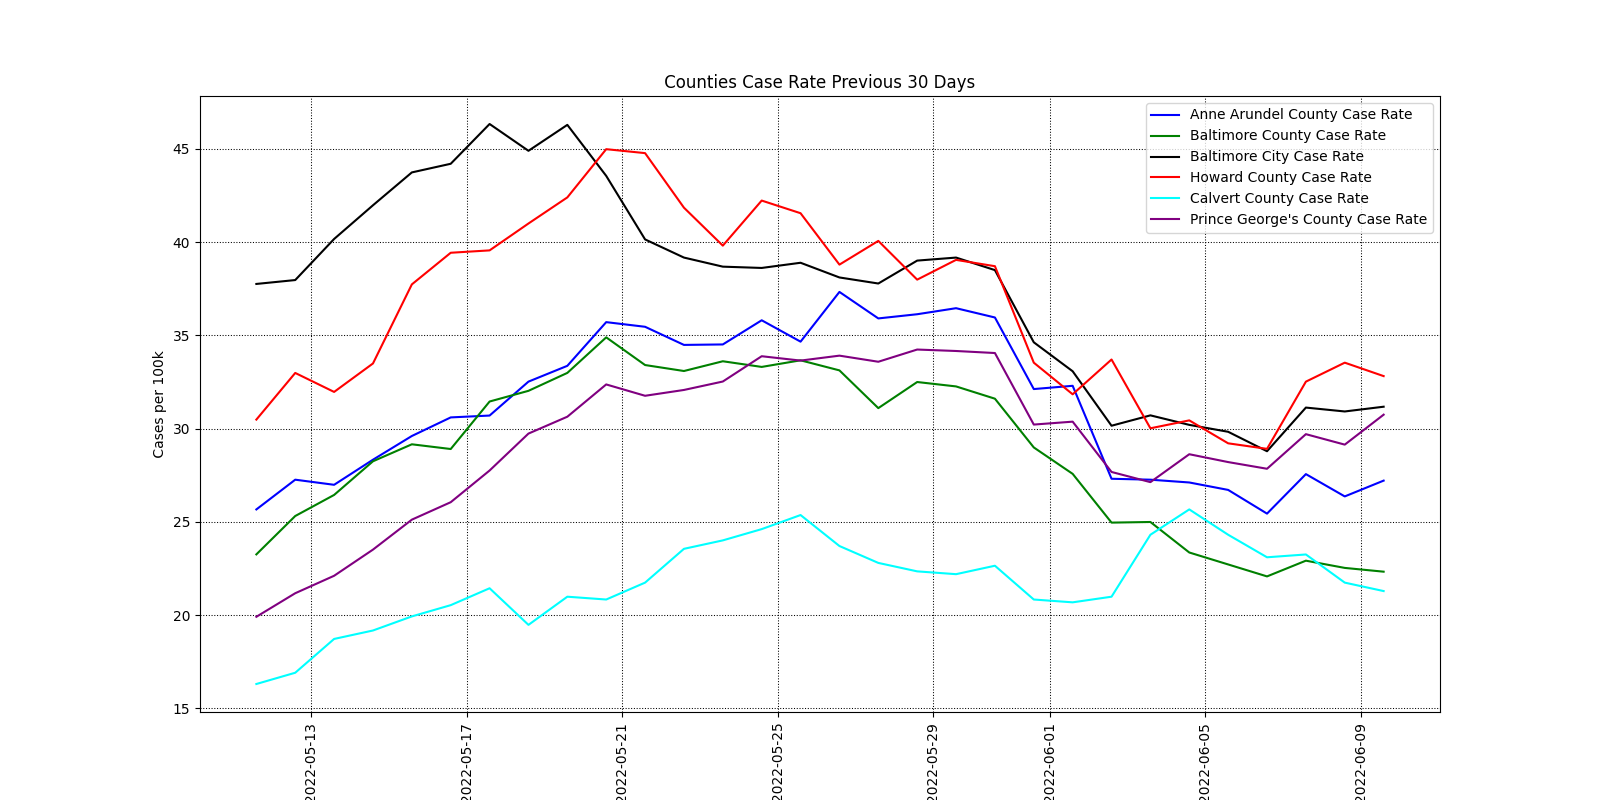 Counties Case Rate Previous 30 Days
Cases per 100k
45
40
35
30
25
20
15
Anne Arundel County Case Rate
Baltimore County Case Rate
Baltimore City Case Rate
Howard County Case Rate
Calvert County Case Rate
Prince George's County Case Rate
2022-05-13
2022-05-17
2022-05-21
2022-05-25
2022-05-29
2022-06-01
2022-06-05
2022-06-09